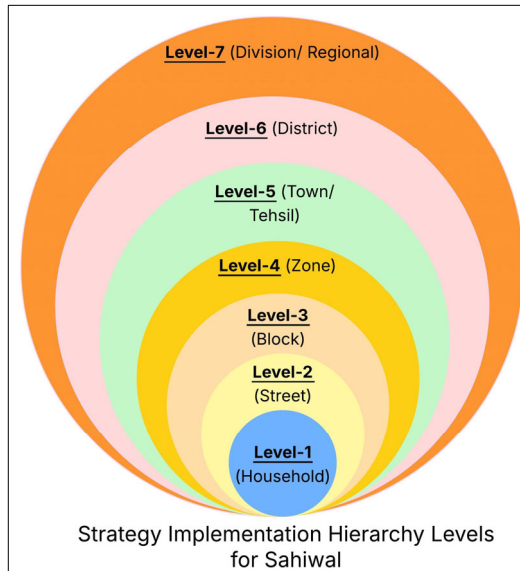 Level-7 (Division/ Regional)
Level-6 (District)
Level-5 (Town/
Tehsil)
Level-4 (Zone)
Level-3
(Block)
Level-2
(Street)
Level-1
(Household)
Strategy Implementation Hierarchy Levels
for Sahiwal